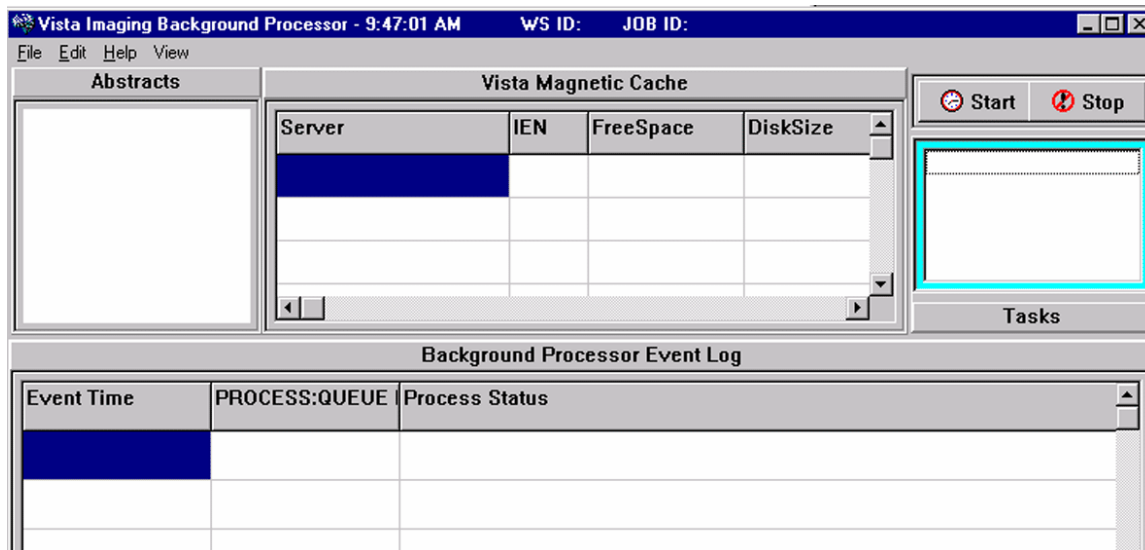 Vista Imaging Background Processor - 9:47:01 AM WS ID: JOB ID:
File Edit Help View
Abstracts
Vista Magnetic Cache
Start Stop
Server IEN FreeSpace DiskSize
Tasks
Background Processor Event Log
Event Time PROCESS:QUEUE Process Status